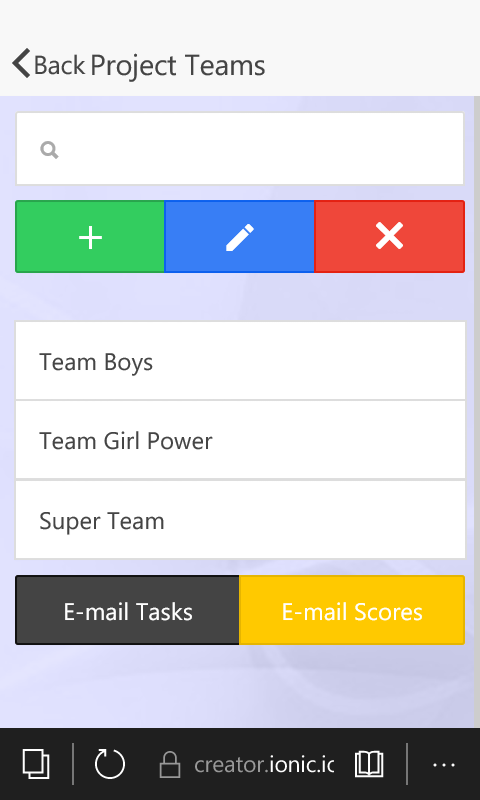 Back Project Teams
Team Boys
Team Girl Power
Super Team
E-mail Tasks E-mail Scores
creator.ionic.ic